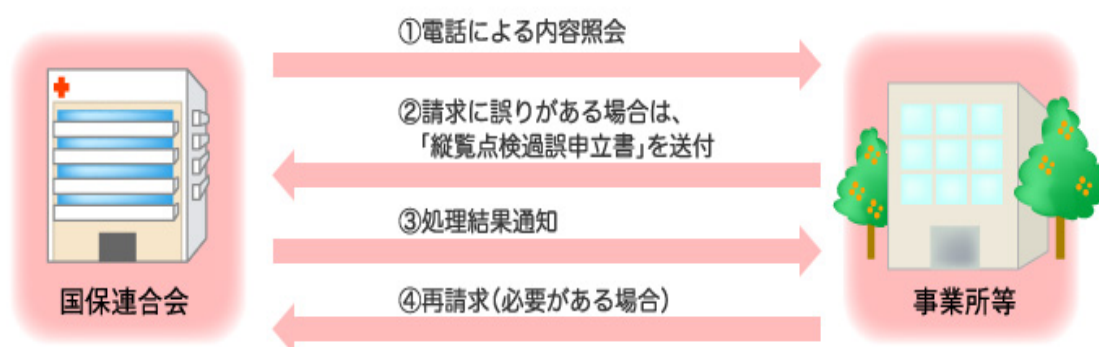 ①電話による内容照会
②請求に誤りがある場合は、
「縦覧点検過誤申立書」を送付
③処理結果通知
④再請求(必要がある場合)
国保連合会
事業所等